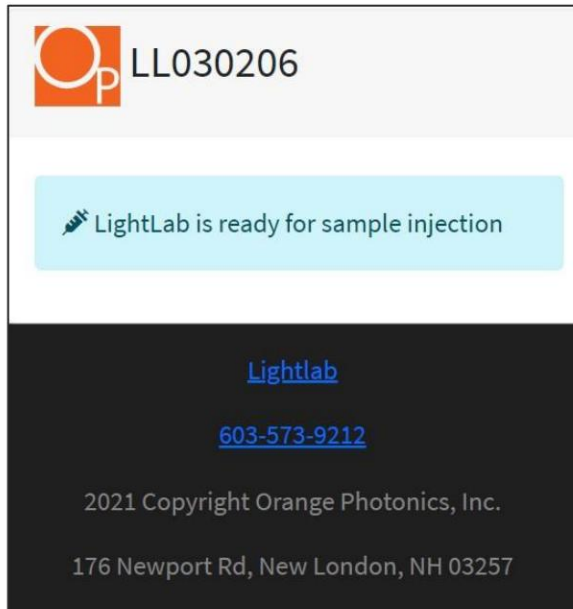 OP LL030206
LightLab is ready for sample injection
Lightlab
603-573-9212
2021 Copyright Orange Photonics, Inc.
176 Newport Rd, New London, NH 03257